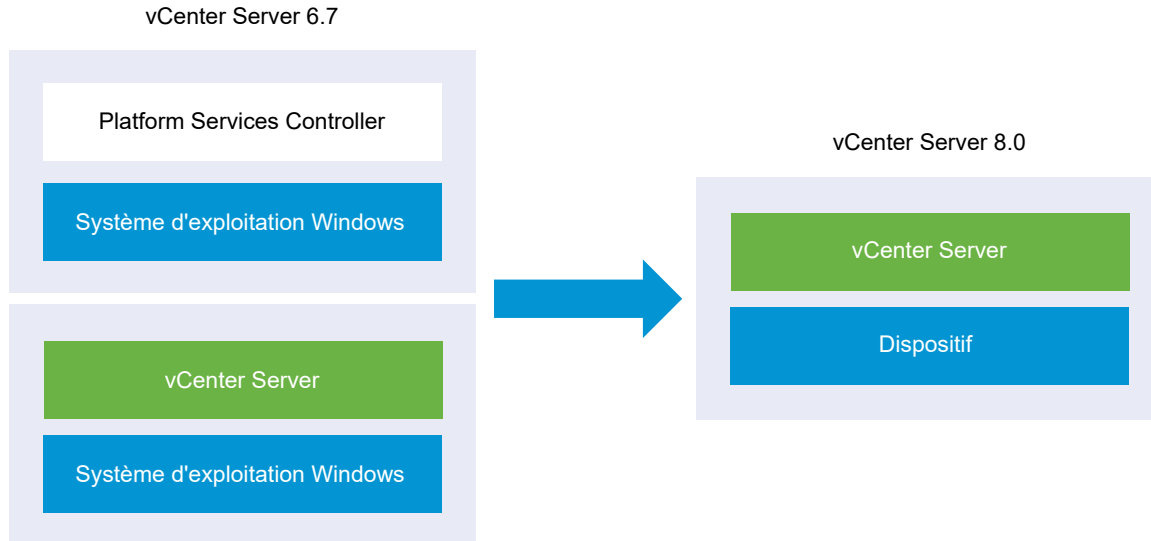 vCenter Server 6.7
Platform Services Controller
Système d'exploitation Windows
vCenter Server
Système d'exploitation Windows
vCenter Server 8.0
vCenter Server
Dispositif